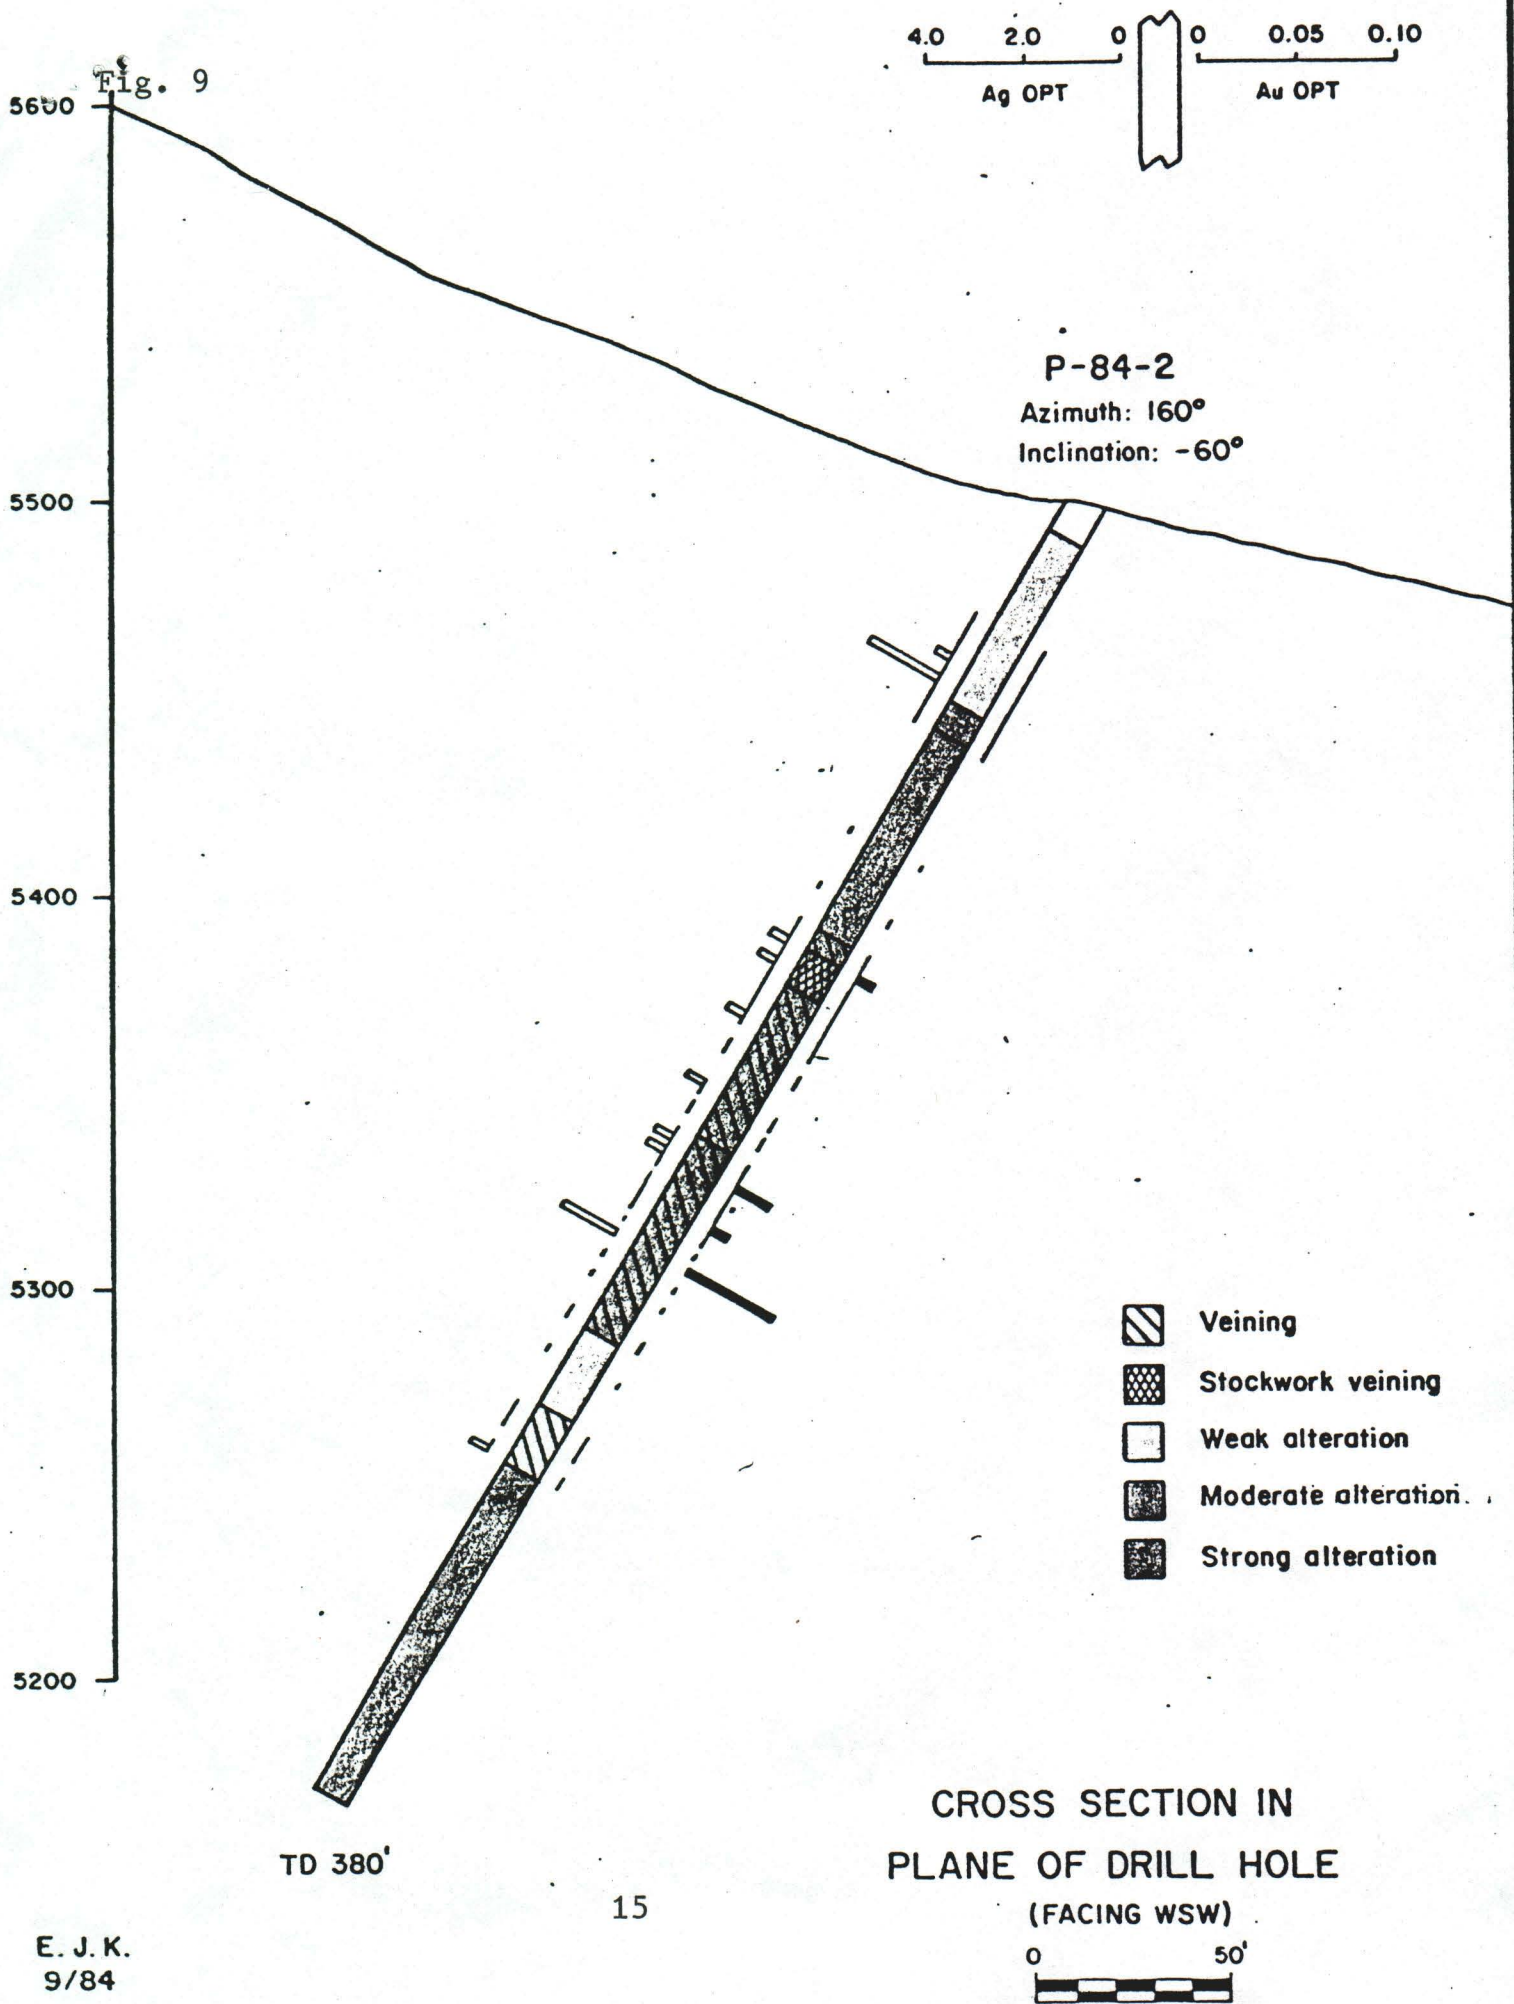 4.0 2.0 0 0 0.05 0.10
Ag OPT Au OPT
Fig. 9
5600
P-84-2
Azimuth: 160°
Inclination: -60°
5500
5400
5300
Veining
Stockwork veining
Weak alteration
Moderate alteration
Strong alteration
5200
CROSS SECTION IN
PLANE OF DRILL HOLE
(FACING WSW)
TD 380'
15
0 50'
E. J. K.
9/84